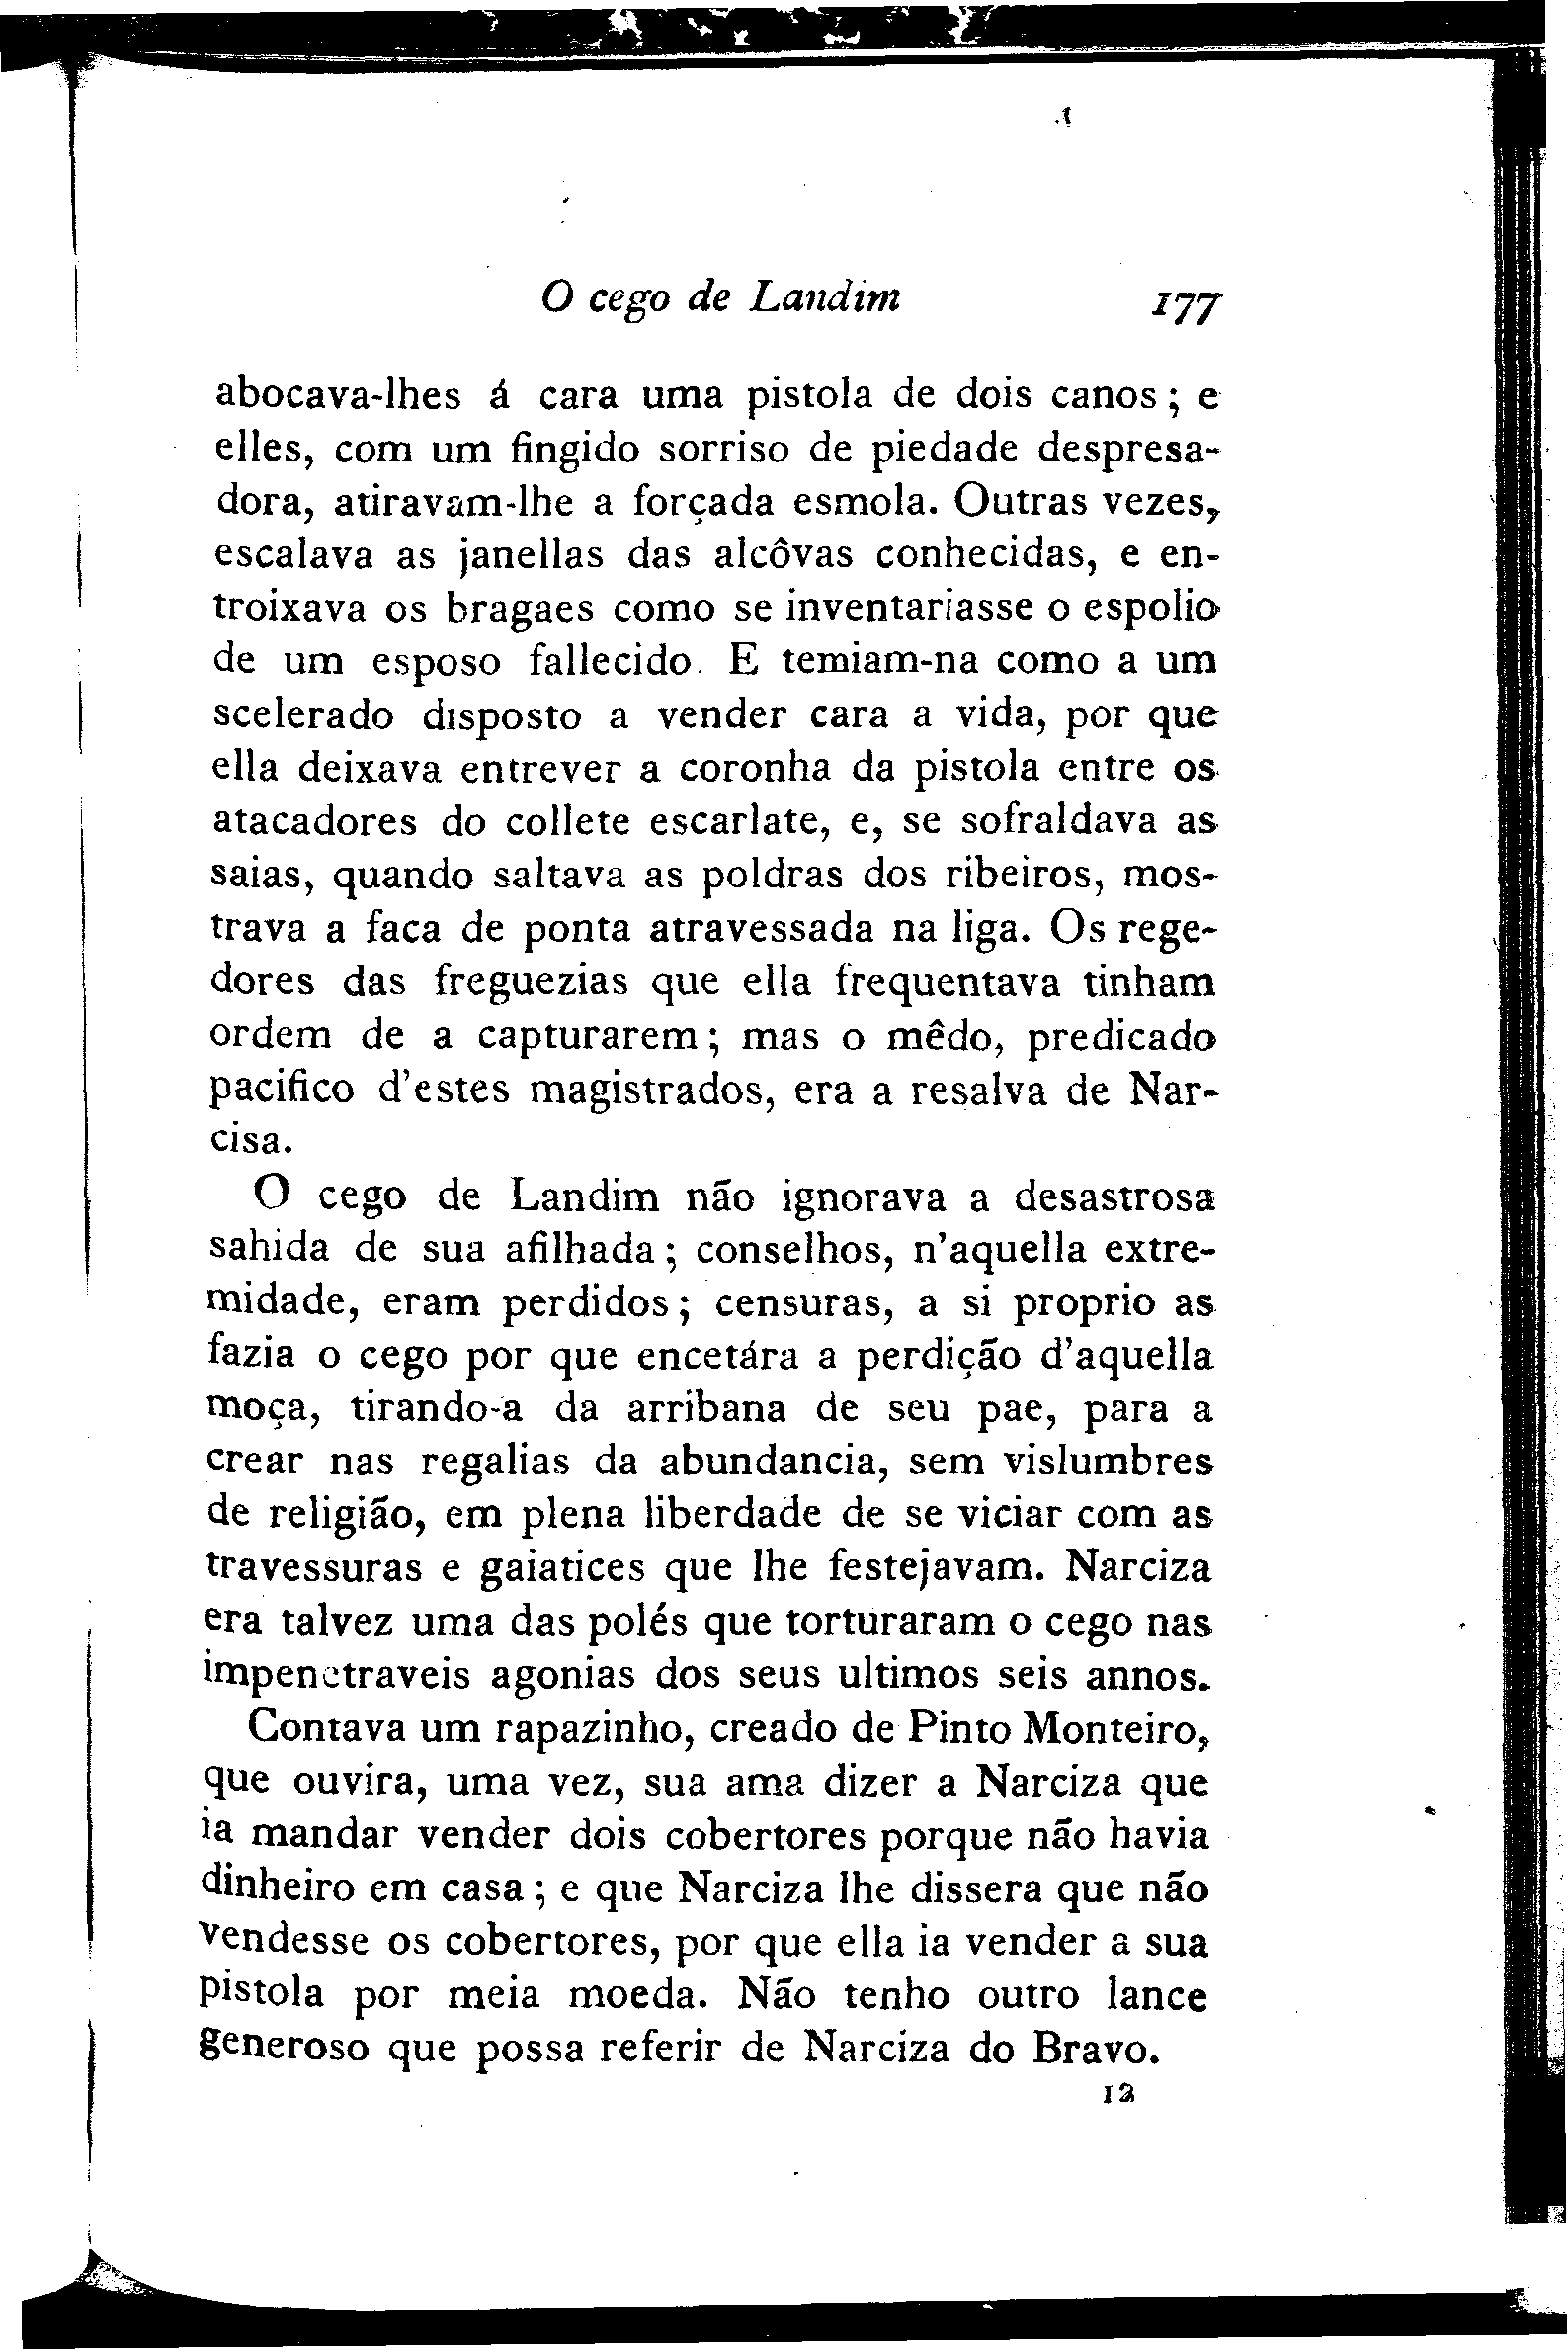 O cego de Landim 177
abocava-lhes á cara uma pistola de dois canos; e
elles, com um fingido sorriso de piedade despresa-
dora, atiravam-lhe a forçada esmola. Outras vezes,
escalava as janellas das alcôvas conhecidas, e en-
troixava os bragaes como se inventariasse o espolio
de um esposo fallecido. E temiam-na como a um
scelerado disposto a vender cara a vida, por que
ella deixava entrever a coronha da pistola entre os
atacadores do collete escarlate, e, se sofraldava as
saias, quando saltava as poldras dos ribeiros, mos-
trava a faca de ponta atravessada na liga. Os rege-
dores das freguezias que ella frequentava tinham
ordem de a capturarem; mas o mêdo, predicado
pacifico d'estes magistrados, era a resalva de Nar-
cisa.
O cego de Landim não ignorava a desastrosa
sahida de sua afilhada; conselhos, n'aquella extre-
midade, eram perdidos; censuras, a si proprio as
fazia o cego por que encetára a perdição d'aquella
moça, tirando-a da arribana de seu pae, para a
crear nas regalias da abundancia, sem vislumbres
de religião, em plena liberdade de se viciar com as
travessuras e gaiatices que lhe festejavam. Narciza
era talvez uma das polés que torturaram o cego nas
impenetraveis agonias dos seus ultimos seis annos.
Contava um rapazinho, creado de Pinto Monteiro,
que ouvira, uma vez, sua ama dizer a Narciza que
ia mandar vender dois cobertores porque não havia
dinheiro em casa; e que Narciza lhe dissera que não
vendesse os cobertores, por que ella ia vender a sua
pistola por meia moeda. Não tenho outro lance
generoso que possa referir de Narciza do Bravo.
12